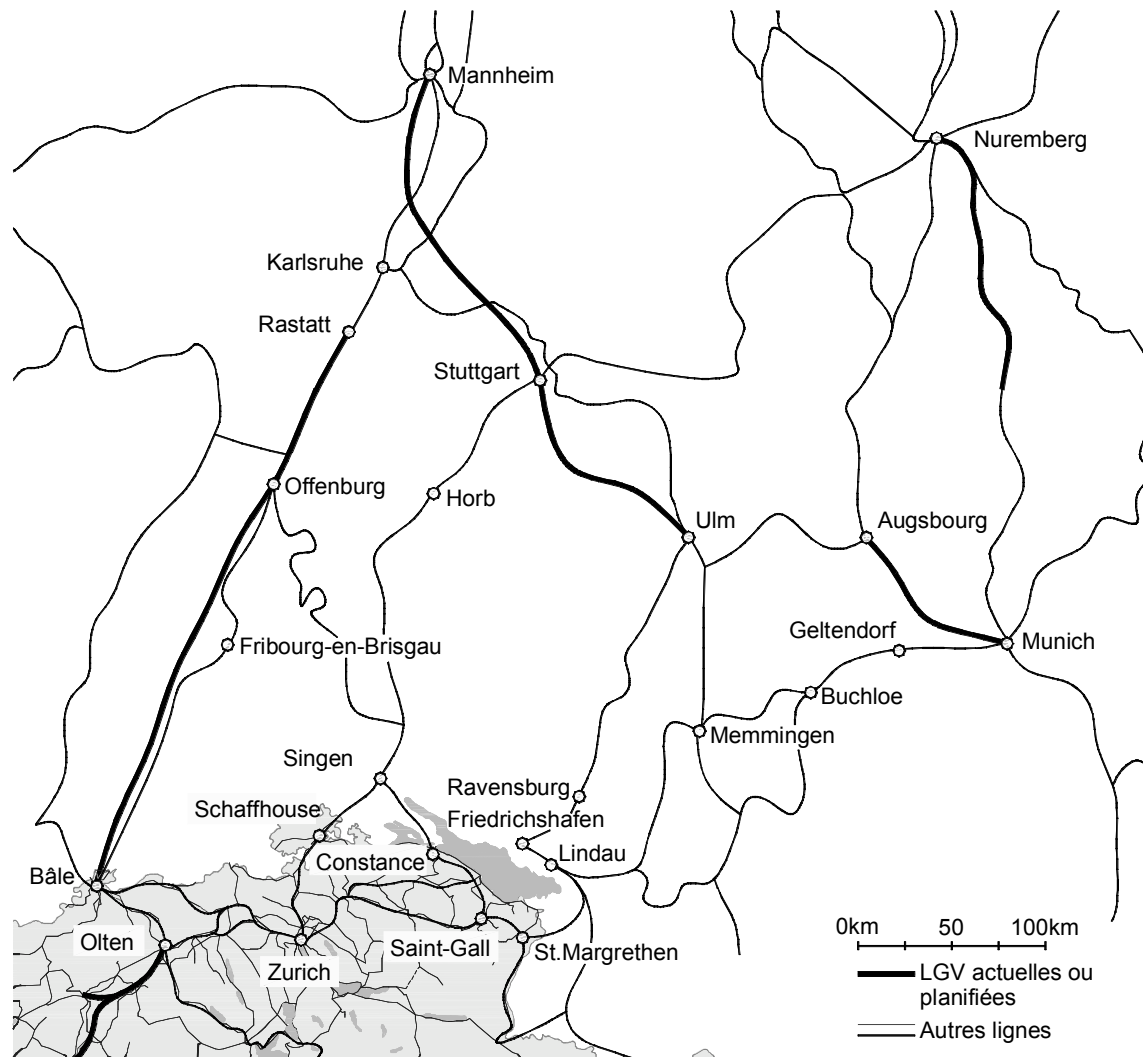 Mannheim
Nuremberg
Karlsruhe
Rastatt
Stuttgart
Offenburg
Horb
Ulm
Augsbourg
Fribourg-en-Brisgau
Geltendorf
Munich
Buchloe
Memmingen
Singen
Ravensburg
Schaffhouse
Friedrichshafen
Constance
Lindau
Bâle
Olten
Zurich
Saint-Gall
St.Margrethen
0km 50 100km
LGV actuelles ou
planifiées
Autres lignes